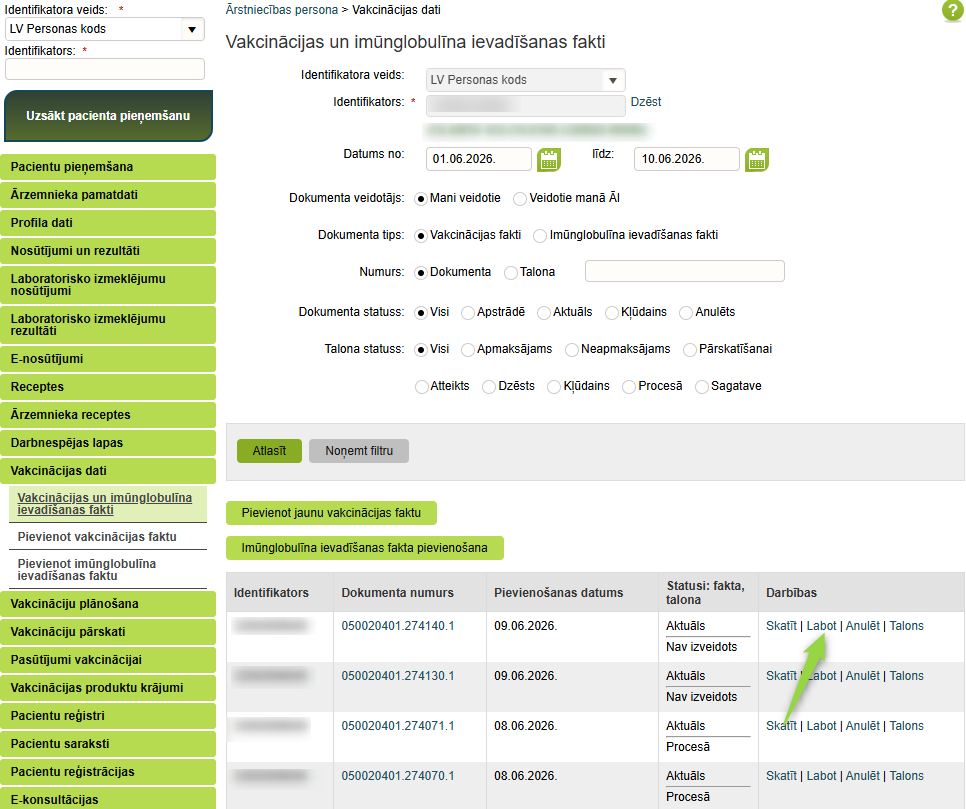 Identifikatora veids: *
LV Personas kods
Identifikators: *
Uzsākt pacienta pieņemšanu
Pacientu pieņemšana
Ārzemnieka pamatdati
Profila dati
Nosūtījumi un rezultāti
Laboratorisko izmeklējumu
nosūtījumi
Laboratorisko izmeklējumu
rezultāti
E-nosūtījumi
Receptes
Ārzemnieka receptes
Darbnespējas lapas
Vakcinācijas dati
Vakcinācijas un imūnglobulīna
ievadīšanas fakti
Pievienot vakcinācijas faktu
Pievienot imūnglobulīna
ievadīšanas faktu
Vakcināciju plānošana
Vakcināciju pārskati
Pasūtījumi vakcinācijai
Vakcinācijas produktu krājumi
Pacientu reģistri
Pacientu saraksti
Pacientu reģistrācijas
E-konsultācijas
Ārstniecības persona > Vakcinācijas dati
?
Vakcinācijas un imūnglobulīna ievadīšanas fakti
Identifikatora veids: LV Personas kods
Identifikators: * Dzēst
Datums no: 01.06.2026. līdz: 10.06.2026.
Dokumenta veidotājs: Mani veidotie Veidotie manā ĀI
Dokumenta tips: Vakcinācijas fakti Imūnglobulīna ievadīšanas fakti
Numurs: Dokumenta Talona
Dokumenta statuss: Visi Apstrādē Aktuāls Kļūdains Anulēts
Talona statuss: Visi Apmaksājams Neapmaksājams Pārskatīšanai
Atteikts Dzēsts Kļūdains Procesā Sagatave
Atlasīt Noņemt filtru
Pievienot jaunu vakcinācijas faktu
Imūnglobulīna ievadīšanas fakta pievienošana
Identifikators Dokumenta numurs Pievienošanas datums Statusi: fakta, talona Darbības
050020401.274140.1 09.06.2026. Aktuāls Skatīt | Labot | Anulēt | Talons
Nav izveidots
050020401.274130.1 09.06.2026. Aktuāls Skatīt | Labot | Anulēt | Talons
Nav izveidots
050020401.274071.1 08.06.2026. Aktuāls Skatīt | Labot | Anulēt | Talons
Procesā
050020401.274070.1 08.06.2026. Aktuāls Skatīt | Labot | Anulēt | Talons
Procesā